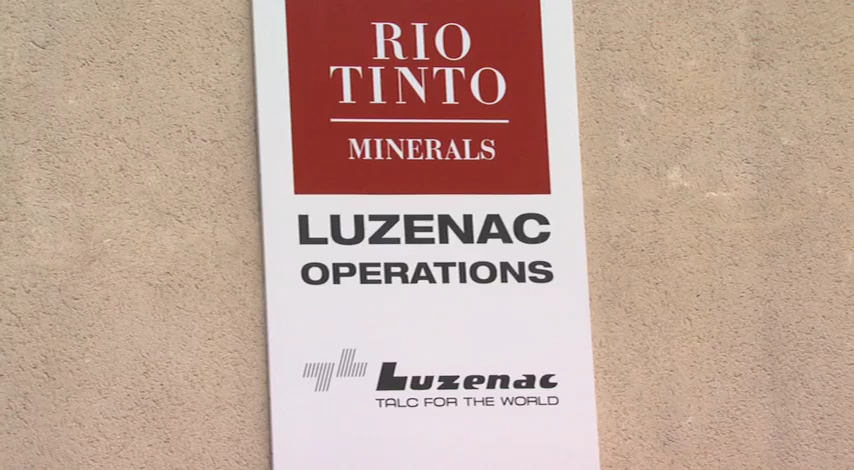 RIO
TINTO
MINERALS
LUZENAC
OPERATIONS
Luzenac
TALC FOR THE WORLD